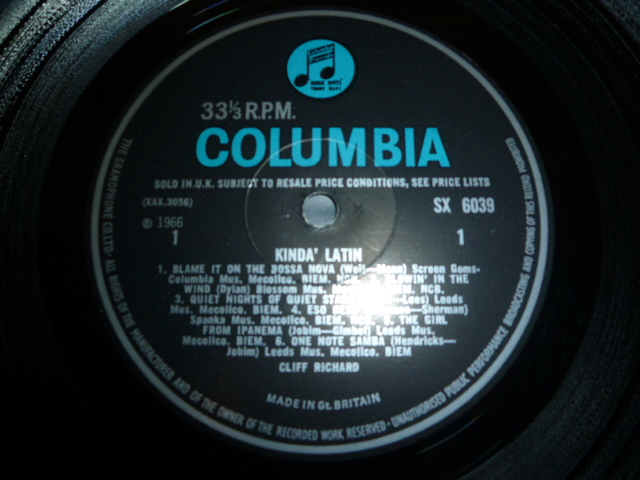 33⅓ R.P.M.
COLUMBIA
SOLD IN U.K. SUBJECT TO RESALE PRICE CONDITIONS, SEE PRICE LISTS
(XAX.3056)
SX 6039
℗ 1966
1
1
KINDA' LATIN
1. BLAME IT ON THE BOSSA NOVA (Weil—Mann) Screen Gems-
Columbia Mus. Mecolico, BIEM. NCB. BLOWIN' IN THE
WIND (Dylan) Blossom Mus. BIEM. NCB.
3. QUIET NIGHTS OF QUIET Lees) Leeds
Mus. Mecolico. BIEM. 4. ESO Sherman)
Spanka Mus. Mecolico. BIEM. THE GIRL
FROM IPANEMA (Jobim—Gimbel) Leeds Mus.
Mecolico, BIEM. 6. ONE NOTE SAMBA (Hendricks—
Jobim) Leeds Mus. Mecolico. BIEM
CLIFF RICHARD
MADE IN Gt. BRITAIN
THE GRAMOPHONE CO. LTD. · ALL RIGHTS OF THE MANUFACTURER AND OF THE OWNER OF THE RECORDED WORK RESERVED · UNAUTHORISED PUBLIC PERFORMANCE BROADCASTING AND COPYING OF THIS RECORD PROHIBITED